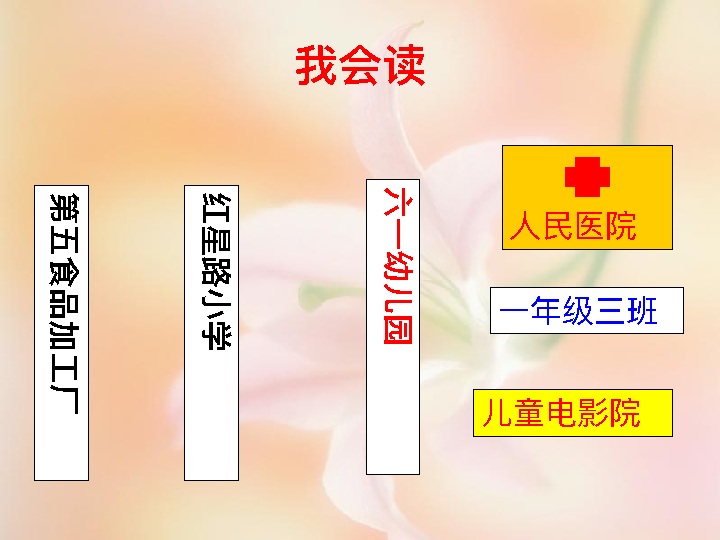 我会读
第五食品加工厂
红星路小学
六一幼儿园
人民医院
一年级三班
儿童电影院